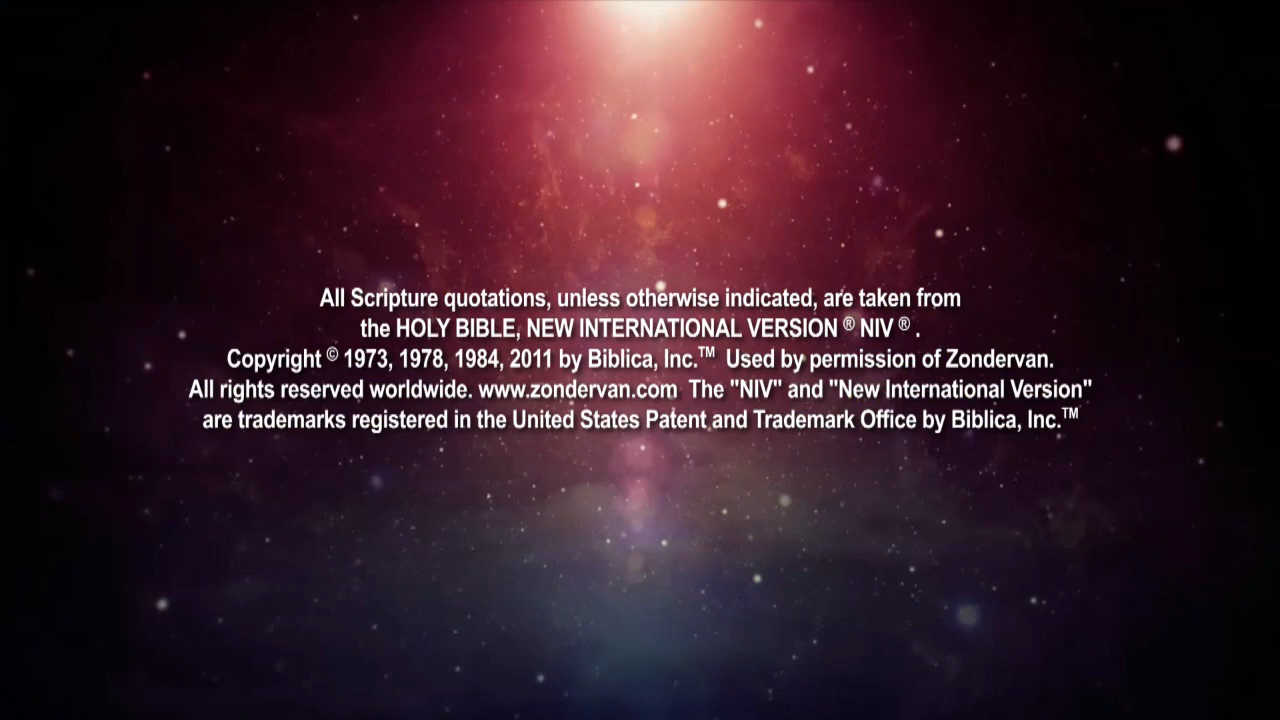 All Scripture quotations, unless otherwise indicated, are taken from
the HOLY BIBLE, NEW INTERNATIONAL VERSION ® NIV ® .
Copyright © 1973, 1978, 1984, 2011 by Biblica, Inc.™ Used by permission of Zondervan.
All rights reserved worldwide. www.zondervan.com The "NIV" and "New International Version"
are trademarks registered in the United States Patent and Trademark Office by Biblica, Inc.™